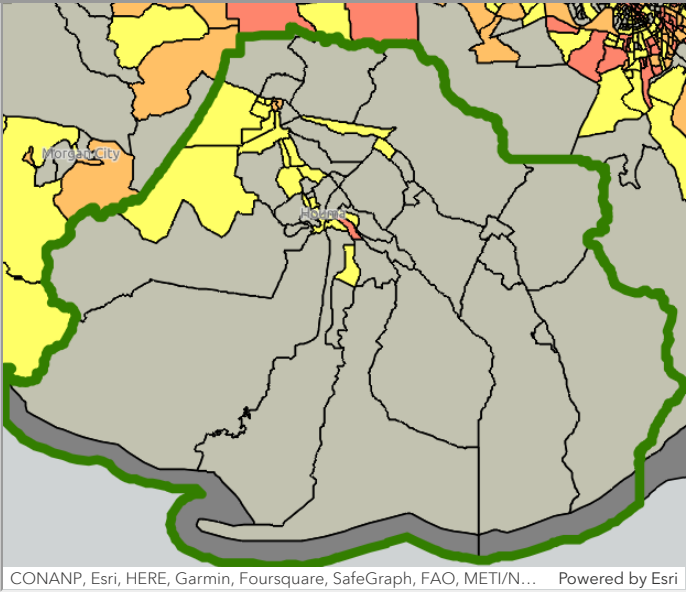 Morgan City
Houma
CONANP, Esri, HERE, Garmin, Foursquare, SafeGraph, FAO, METI/N... Powered by Esri